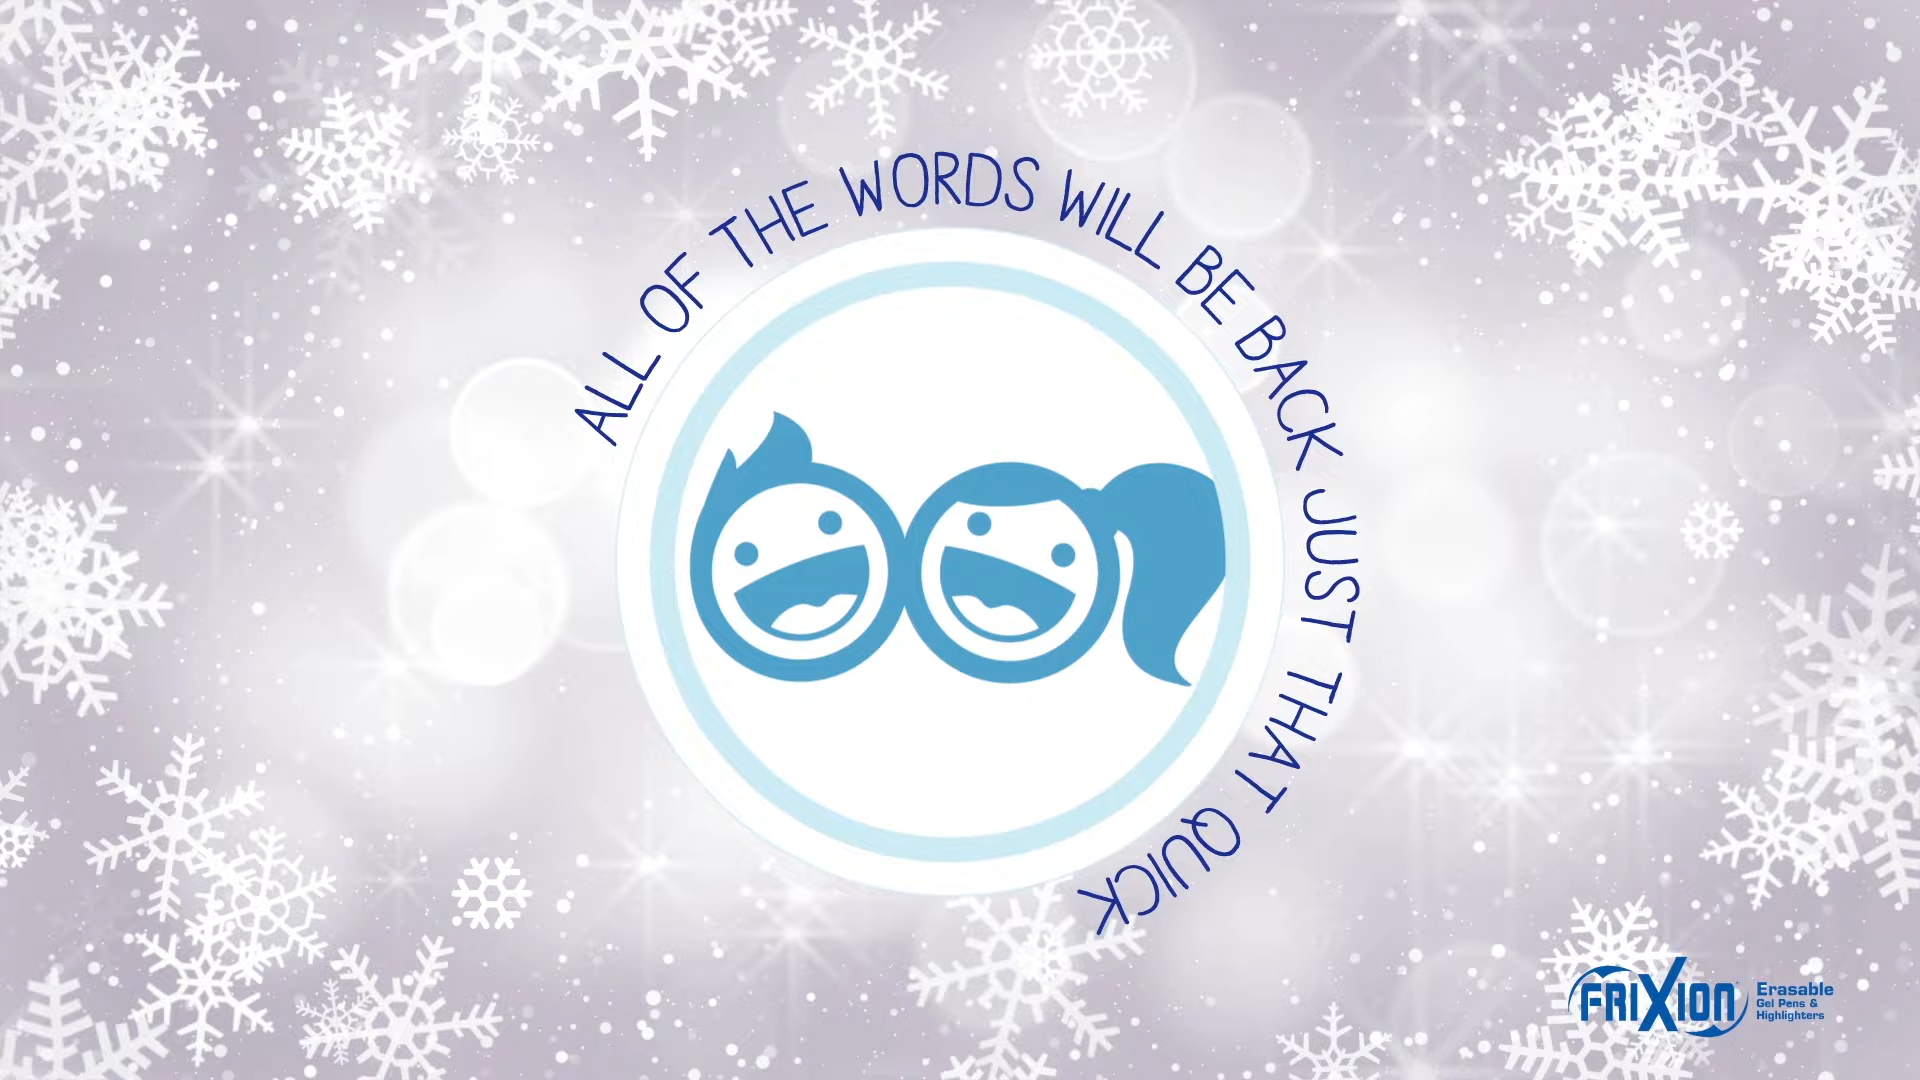 ALL OF THE WORDS WILL BE BACK JUST THAT QUICK
FRIXION
Erasable
Gel Pens &
Highlighters